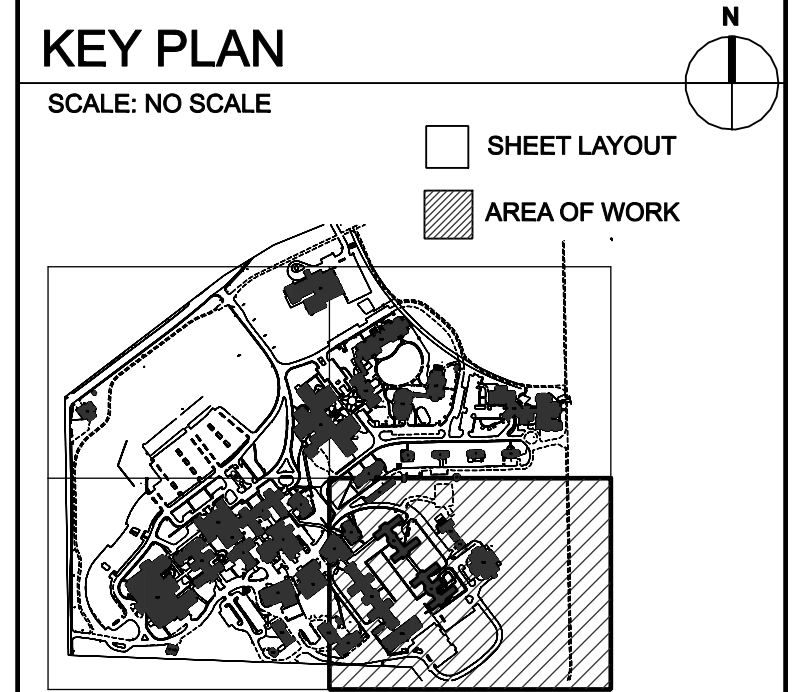 N
KEY PLAN
SCALE: NO SCALE
SHEET LAYOUT
AREA OF WORK